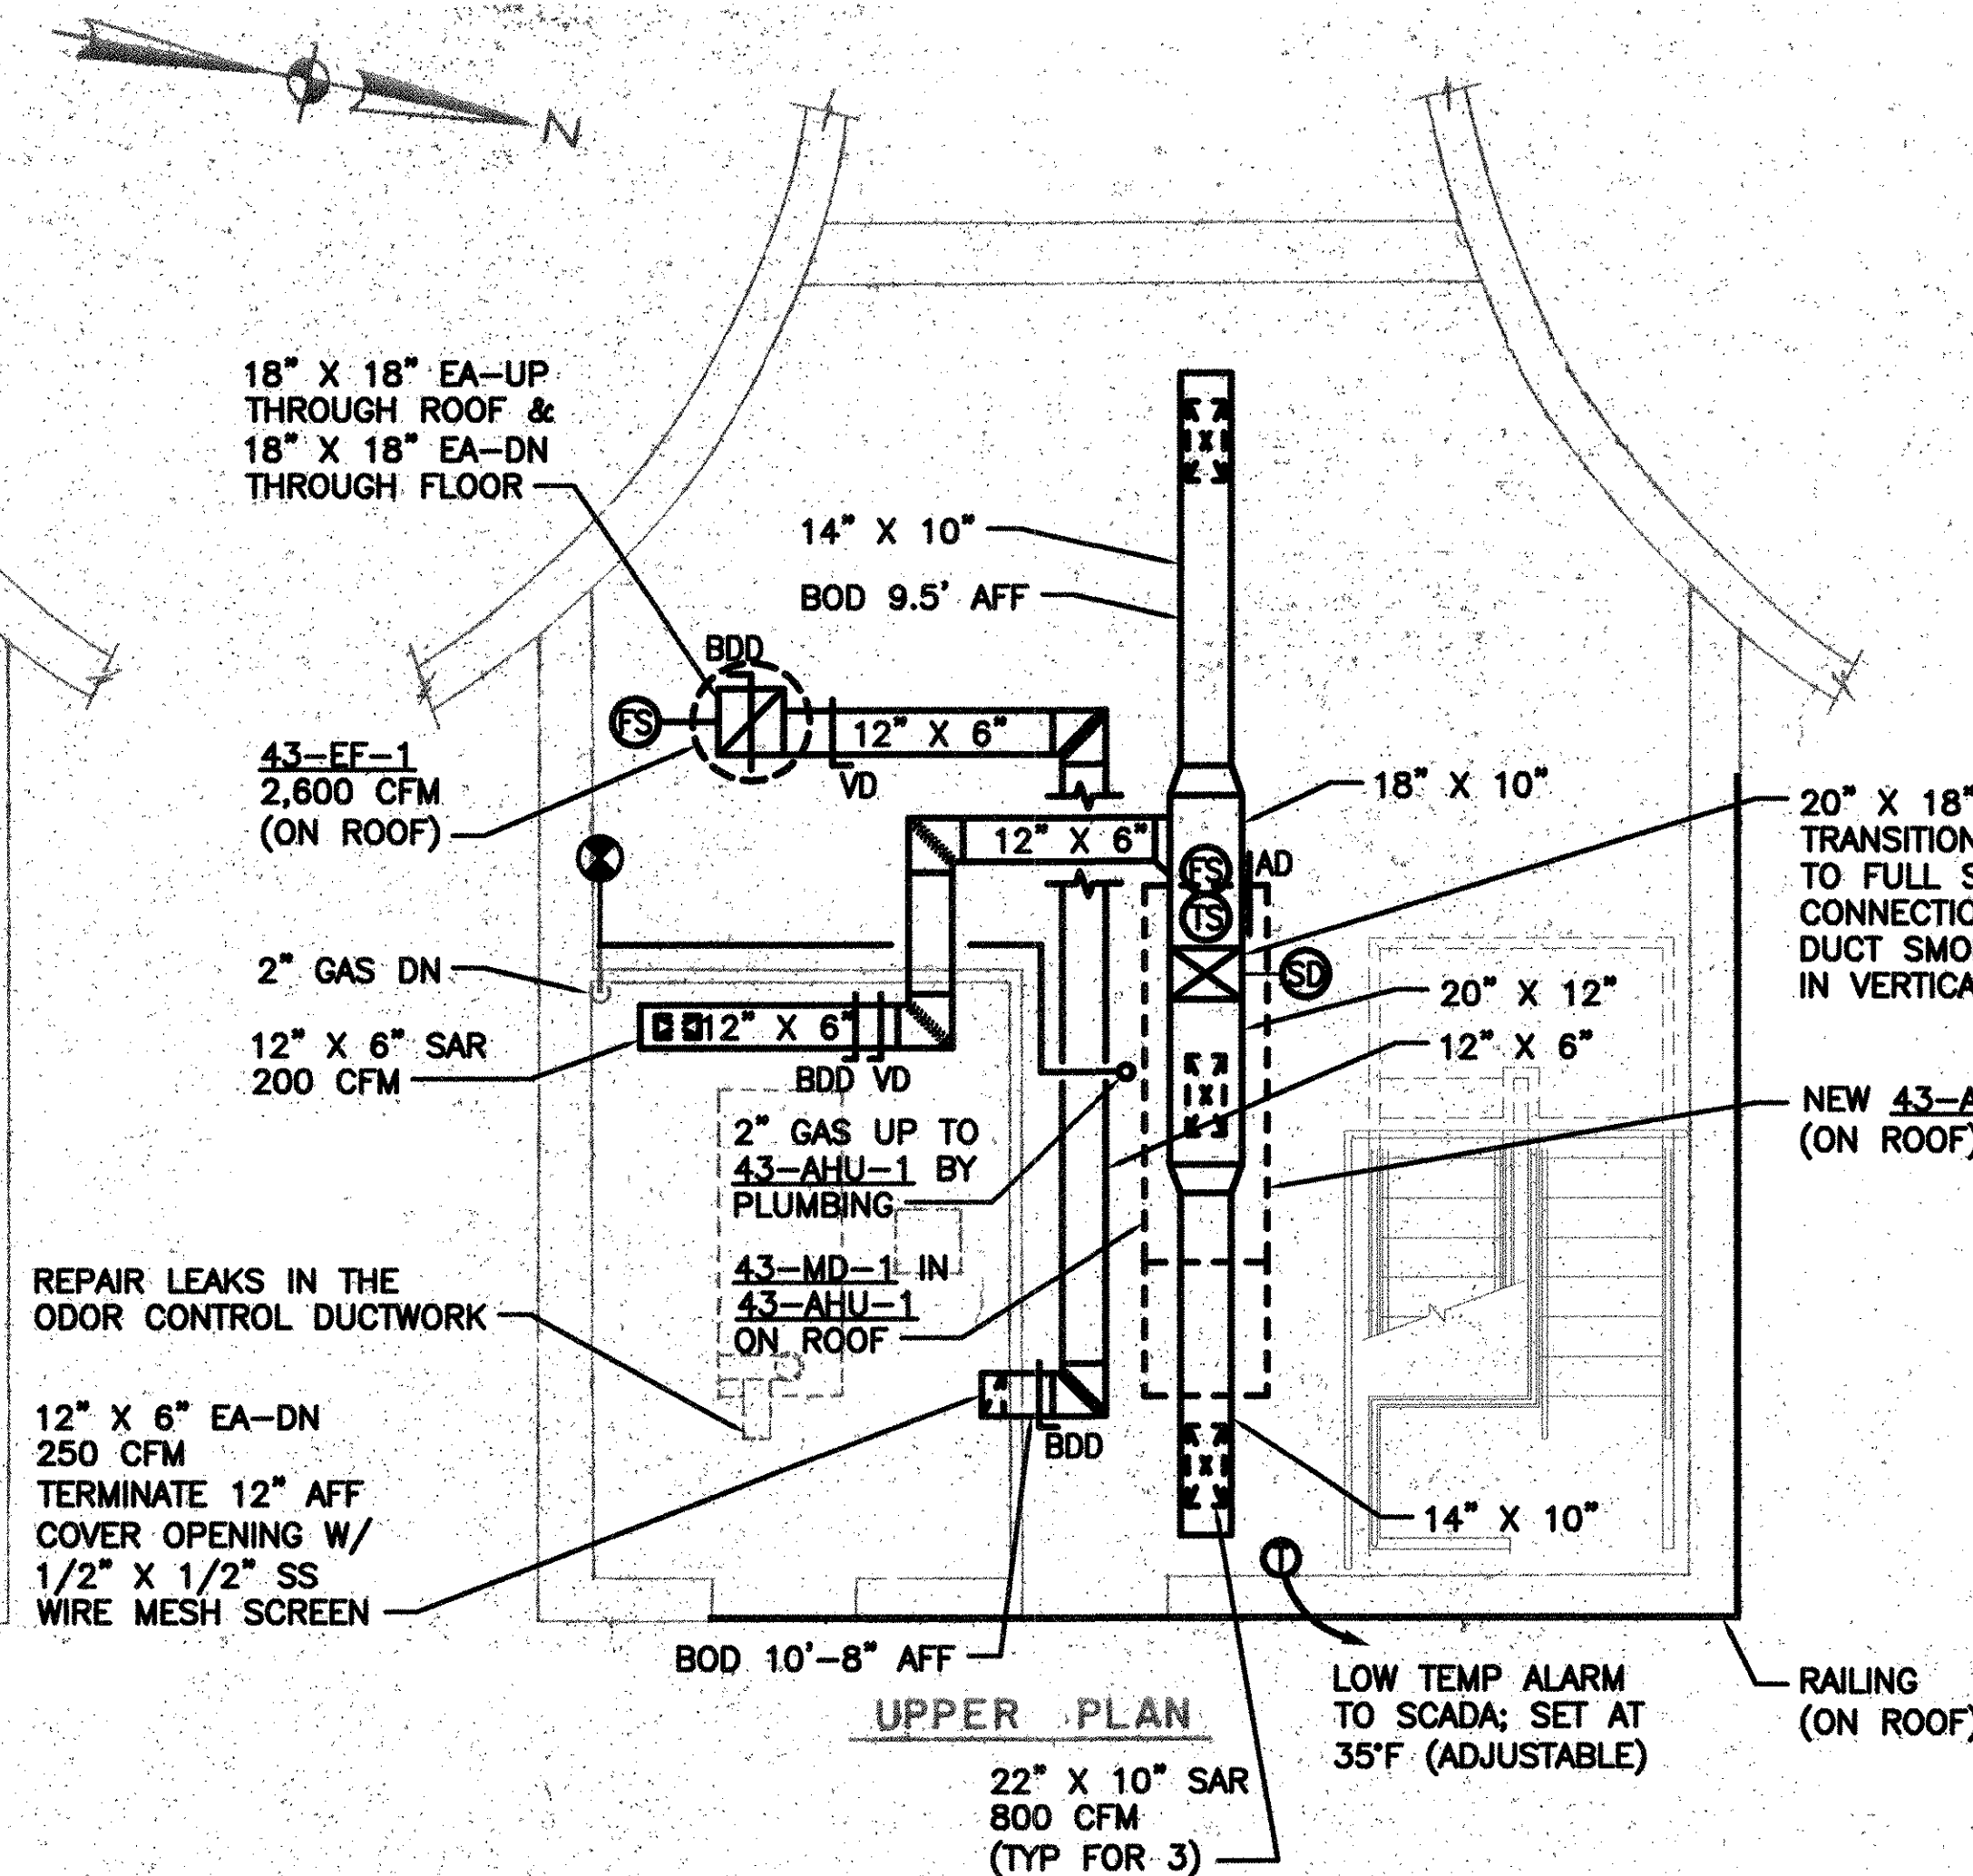 N
18" X 18" EA-UP
THROUGH ROOF &
18" X 18" EA-DN
THROUGH FLOOR
14" X 10"
BOD 9.5' AFF
BDD
FS
12" X 6"
VD
43-EF-1
2,600 CFM
(ON ROOF)
18" X 10"
12" X 6"
FS
AD
TS
20" X 18"
TRANSITION
TO FULL S
CONNECTIO
DUCT SMO
IN VERTICA
2" GAS DN
SD
20" X 12"
12" X 6"
12" X 6" SAR
200 CFM
12" X 6"
BDD VD
NEW 43-A
(ON ROOF)
2" GAS UP TO
43-AHU-1 BY
PLUMBING
43-MD-1 IN
43-AHU-1
ON ROOF
REPAIR LEAKS IN THE
ODOR CONTROL DUCTWORK
12" X 6" EA-DN
250 CFM
TERMINATE 12" AFF
COVER OPENING W/
1/2" X 1/2" SS
WIRE MESH SCREEN
BDD
14" X 10"
T
BOD 10'-8" AFF
LOW TEMP ALARM
TO SCADA; SET AT
35°F (ADJUSTABLE)
RAILING
(ON ROOF)
UPPER PLAN
22" X 10" SAR
800 CFM
(TYP FOR 3)